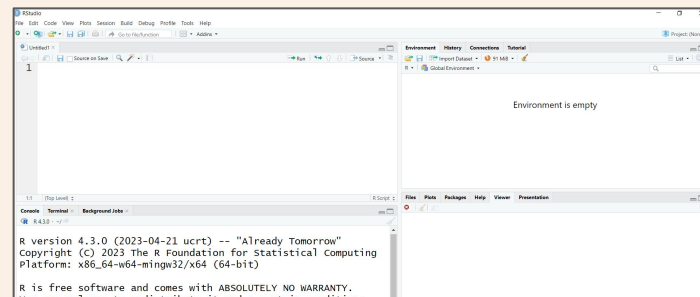 RStudio
File Edit Code View Plots Session Build Debug Profile Tools Help
Go to file/function Addins Project: (None
Untitled1
Source on Save Run Source
1
1:1 (Top Level) R Script
Console Terminal Background Jobs
R 4.3.0 · ~/
R version 4.3.0 (2023-04-21 ucrt) -- "Already Tomorrow"
Copyright (C) 2023 The R Foundation for Statistical Computing
Platform: x86_64-w64-mingw32/x64 (64-bit)
R is free software and comes with ABSOLUTELY NO WARRANTY.
Environment History Connections Tutorial
Import Dataset 91 MiB List
R Global Environment
Environment is empty
Files Plots Packages Help Viewer Presentation